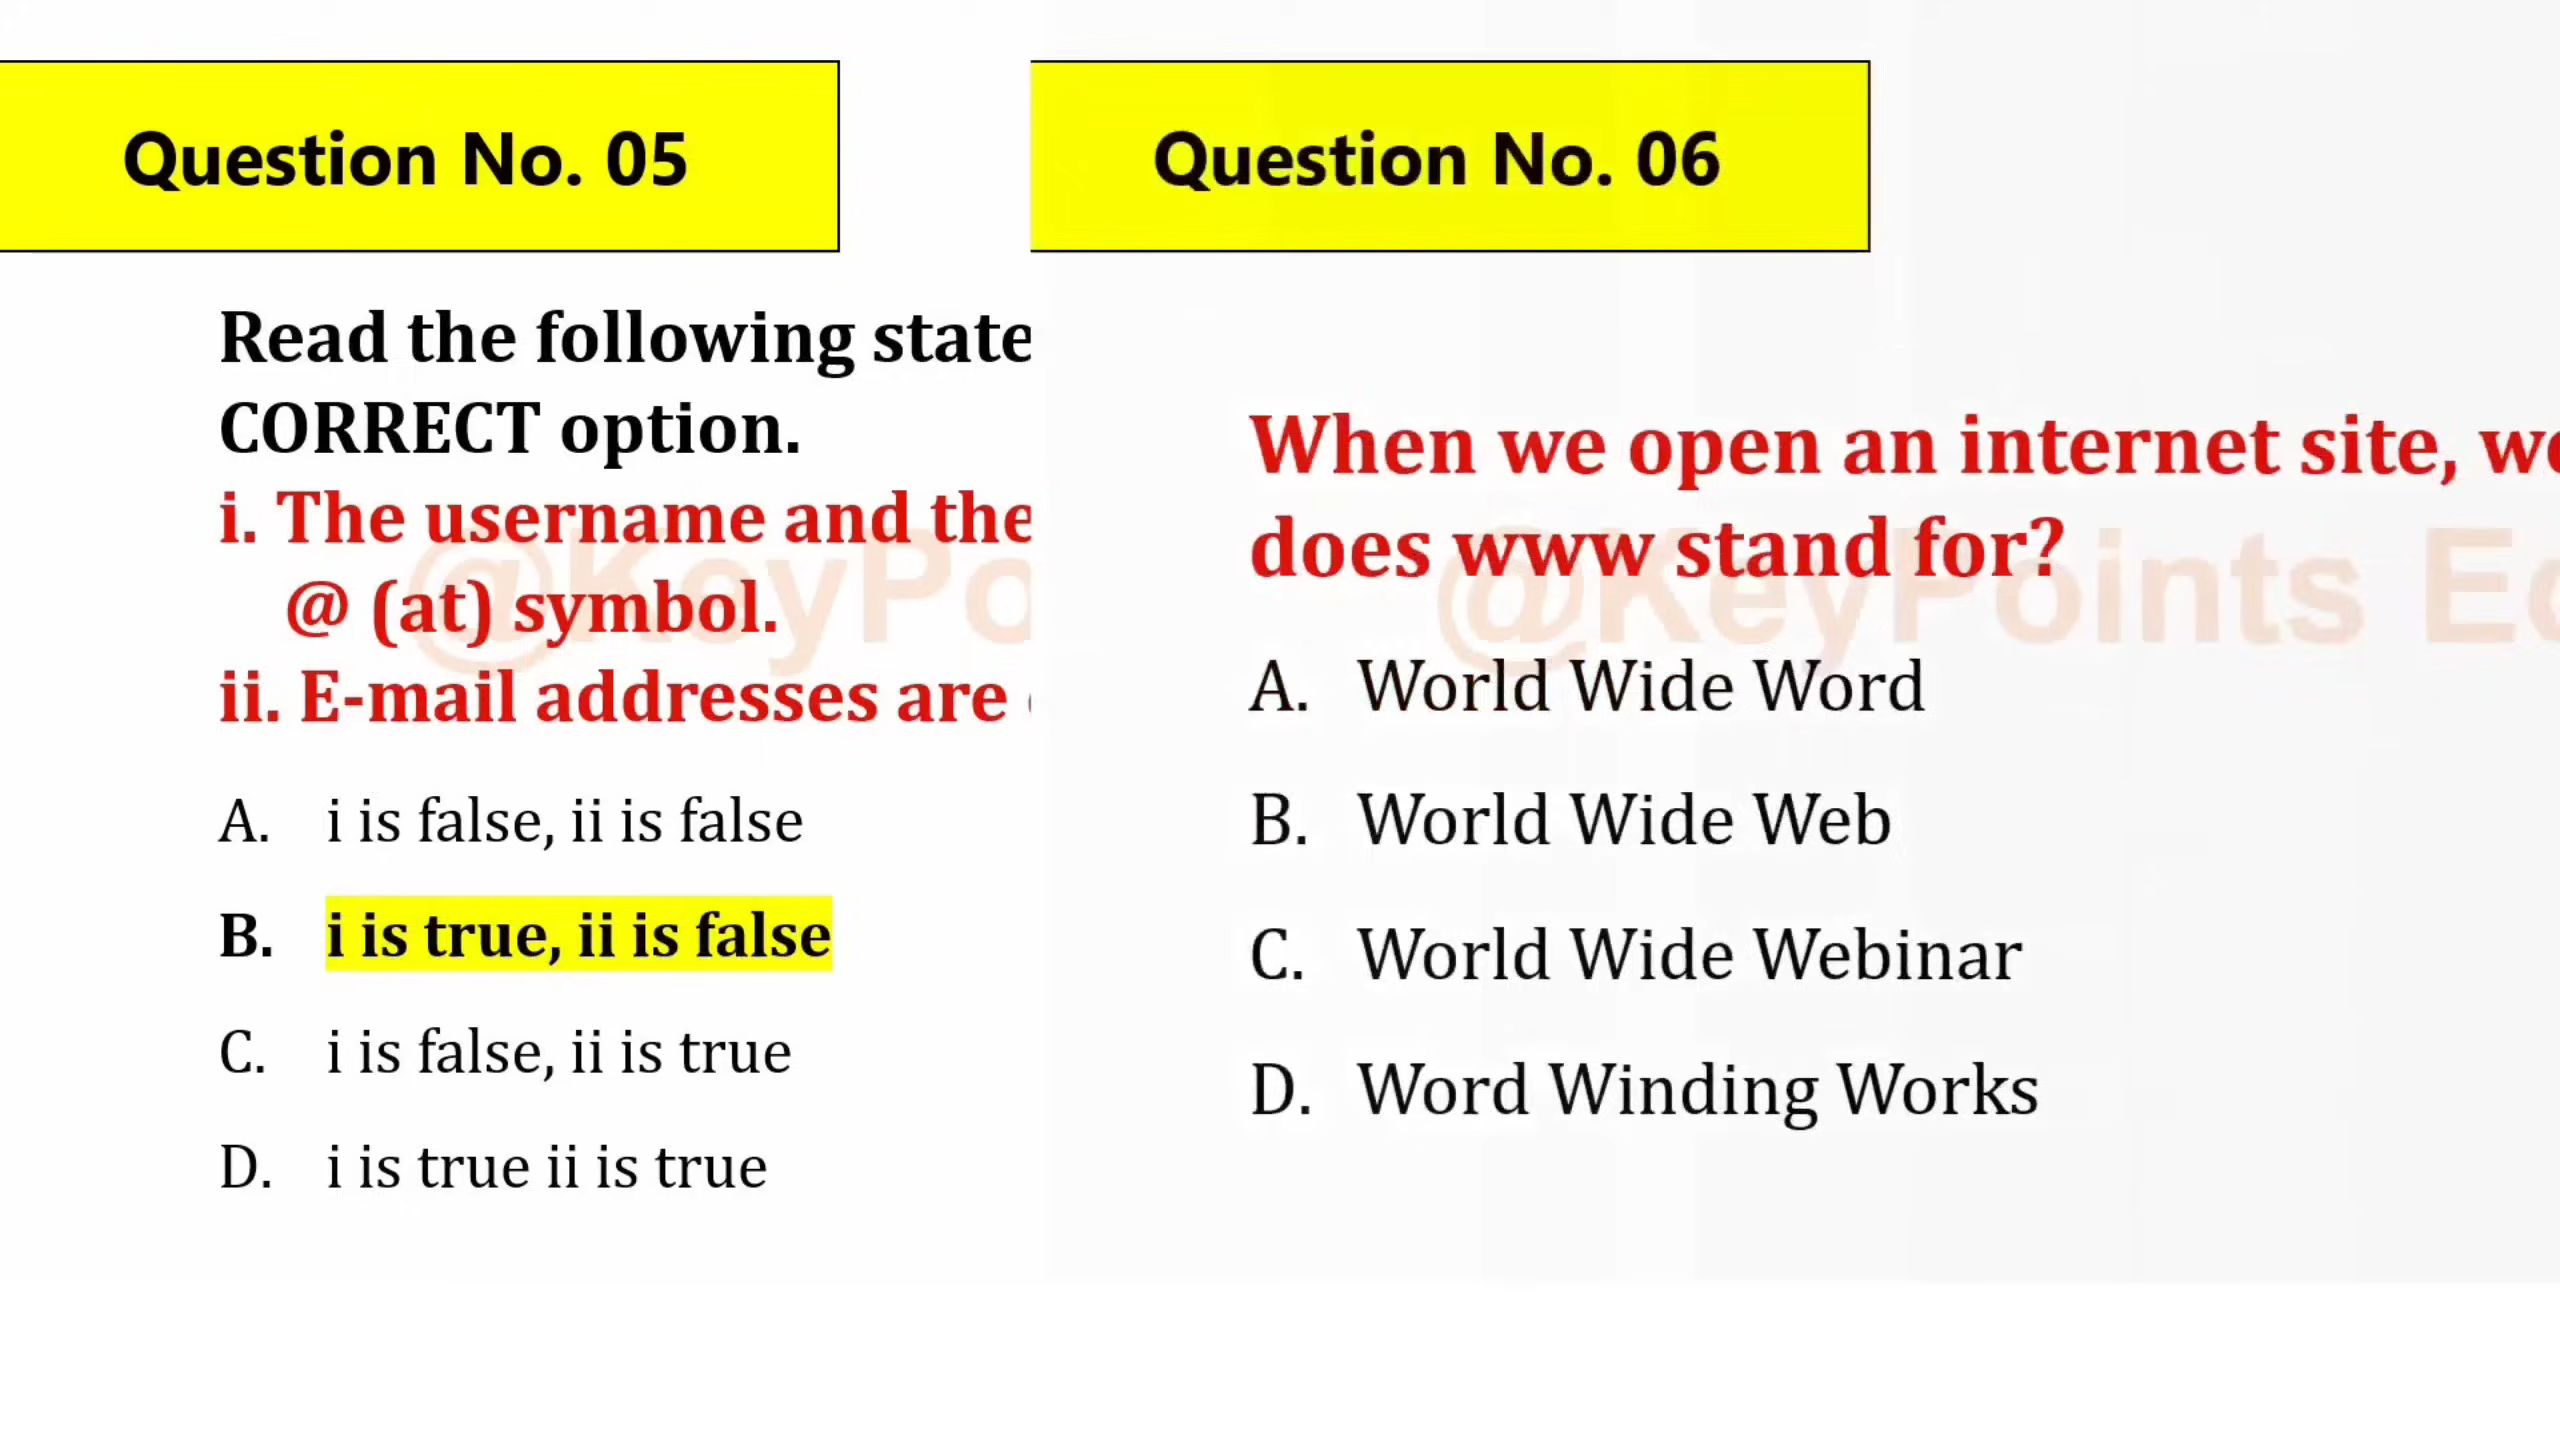 Question No. 05
Read the following state
CORRECT option.
i. The username and the
@ (at) symbol.
ii. E-mail addresses are
A. i is false, ii is false
B. i is true, ii is false
C. i is false, ii is true
D. i is true ii is true
@KeyPo
Question No. 06
When we open an internet site, we
does www stand for?
A. World Wide Word
B. World Wide Web
C. World Wide Webinar
D. Word Winding Works
@KeyPoints